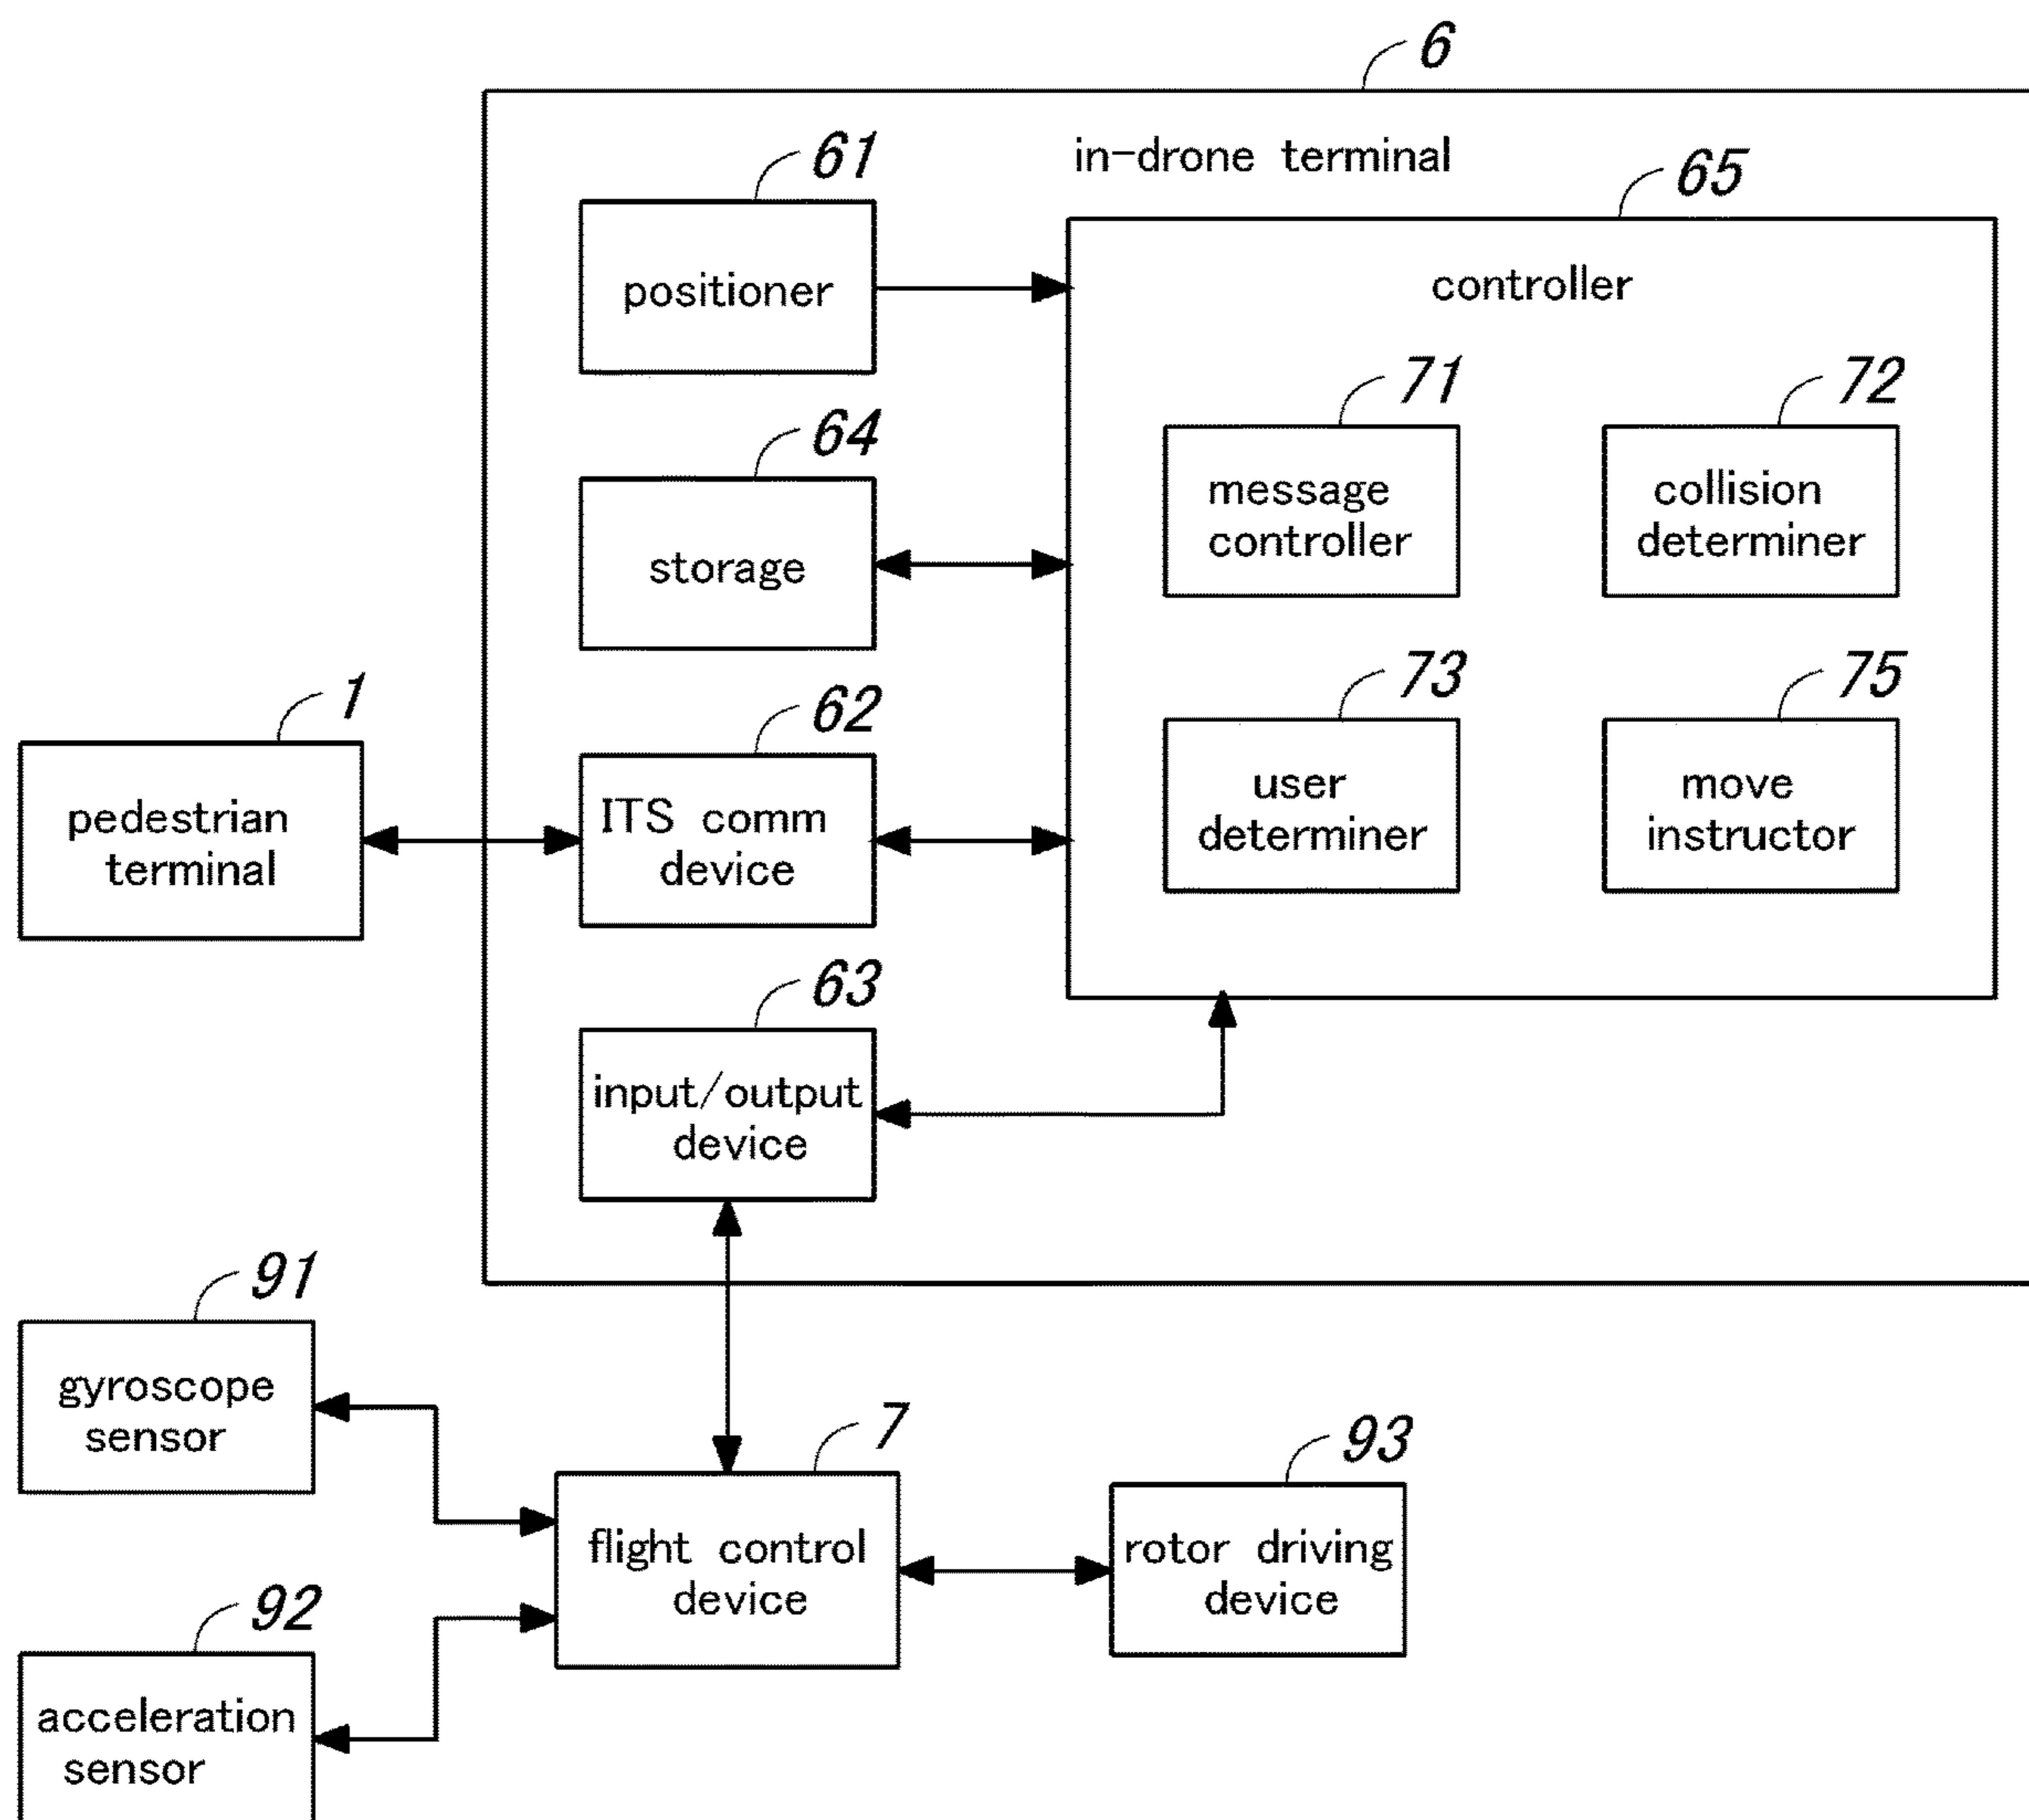 6
in-drone terminal
61
positioner
65
controller
64
storage
71
message
controller
72
collision
determiner
1
pedestrian
terminal
62
ITS comm
device
73
user
determiner
75
move
instructor
63
input/output
device
91
gyroscope
sensor
7
flight control
device
93
rotor driving
device
92
acceleration
sensor